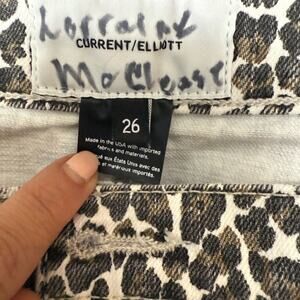 Lorraine
CURRENT/ELLIOTT
26
Made in the USA with imported
fabrics and materials.
aux États Unis avec des
et matériaux importés.